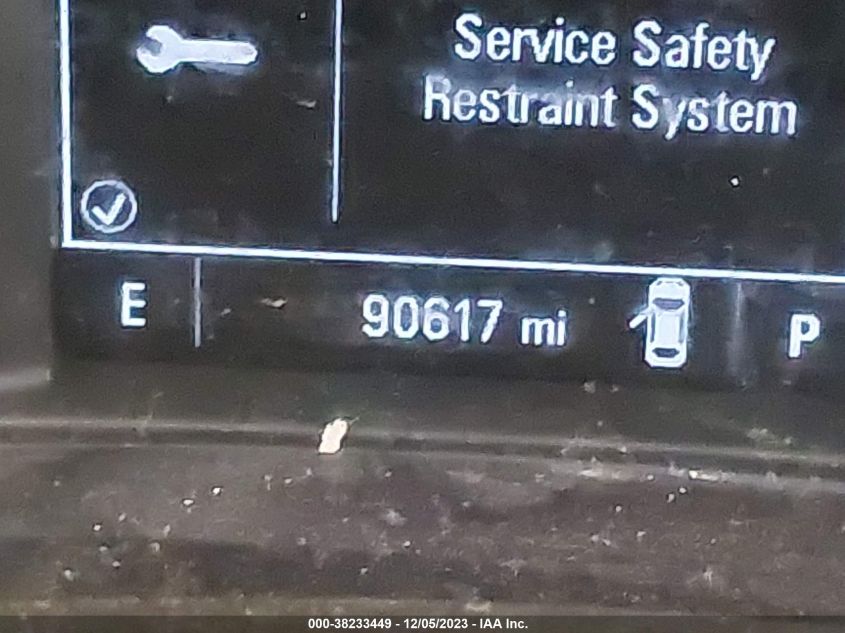 Service Safety
Restraint System
E 90617 mi P
000-38233449 - 12/05/2023 - IAA Inc.